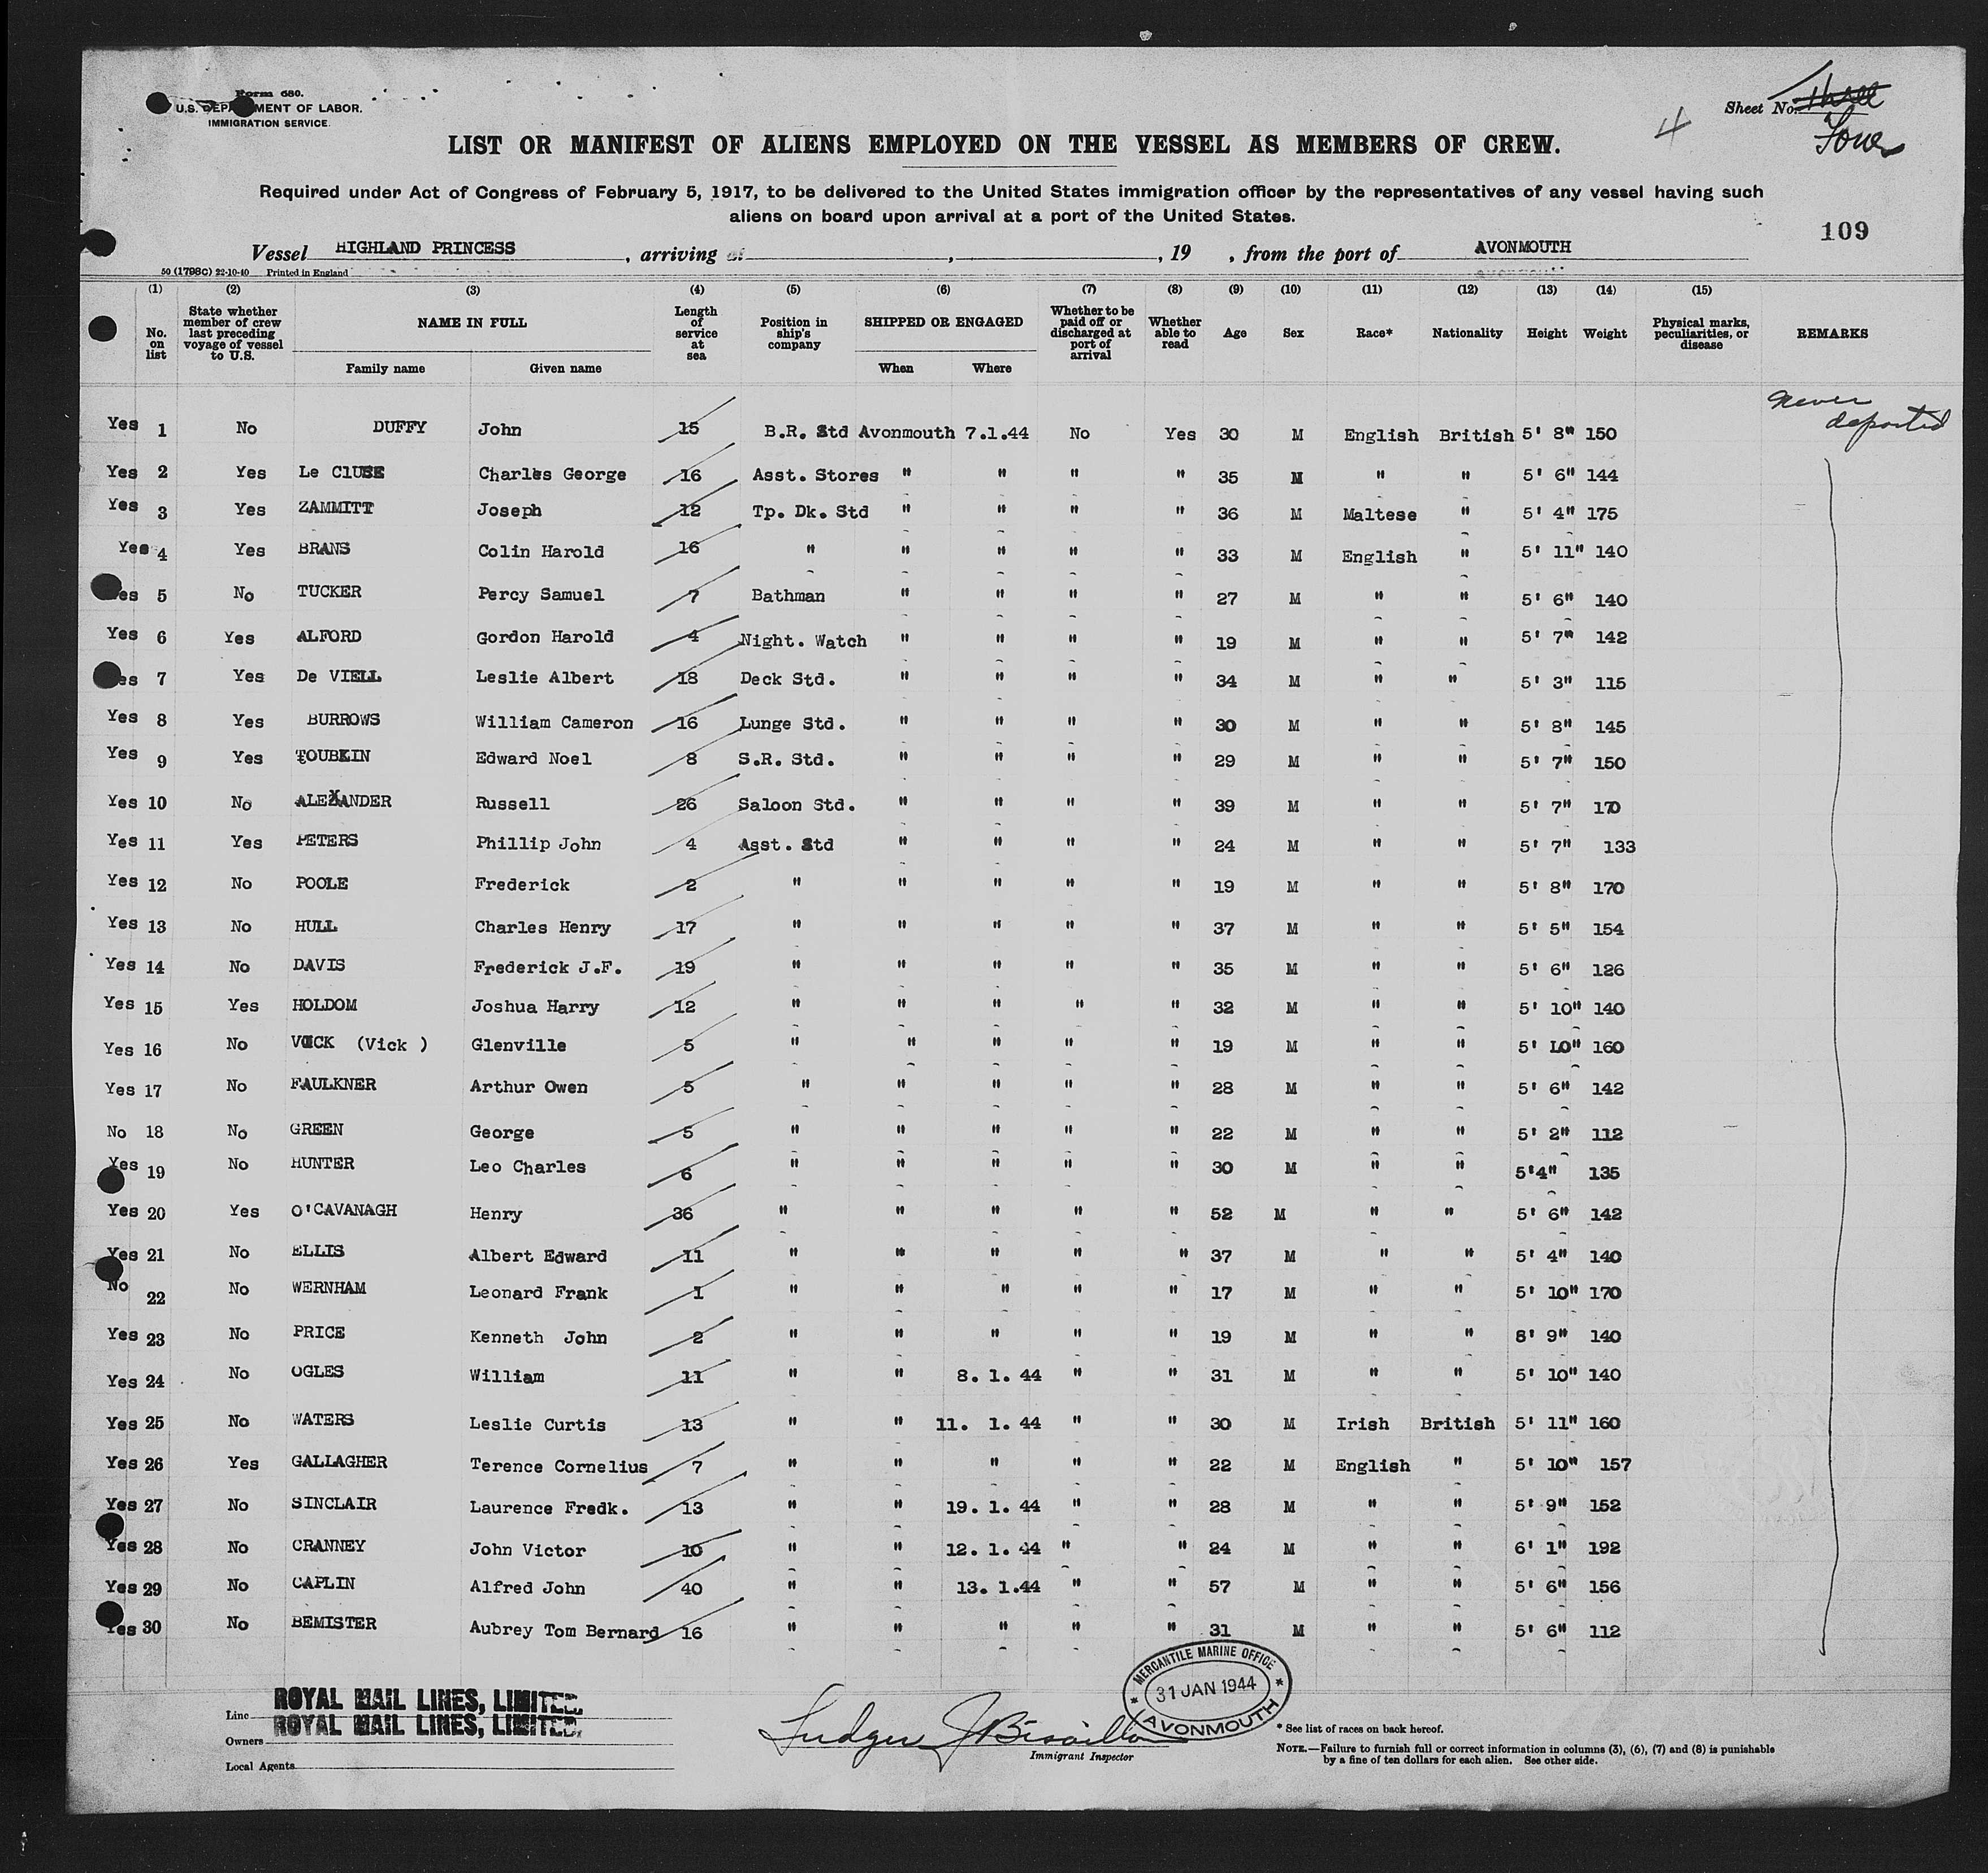 Form 680.
U.S. DEPARTMENT OF LABOR.
IMMIGRATION SERVICE.
Sheet No. Three
Four
4
LIST OR MANIFEST OF ALIENS EMPLOYED ON THE VESSEL AS MEMBERS OF CREW.
Required under Act of Congress of February 5, 1917, to be delivered to the United States immigration officer by the representatives of any vessel having such
aliens on board upon arrival at a port of the United States.
109
Vessel HIGHLAND PRINCESS, arriving at , , 19 , from the port of AVONMOUTH
50 (1798C) 22-10-40 Printed in England
(1) (2) (3) (4) (5) (6) (7) (8) (9) (10) (11) (12) (13) (14) (15)
No. on list State whether member of crew last preceding voyage of vessel to U.S. NAME IN FULL Length of service at sea Position in ship's company SHIPPED OR ENGAGED Whether to be paid off or discharged at port of arrival Whether able to read Age Sex Race* Nationality Height Weight Physical marks, peculiarities, or disease REMARKS
Family name Given name When Where
never
deported
Yes 1 No DUFFY John 15 B.R. Std Avonmouth 7.1.44 No Yes 30 M English British 5' 8" 150
Yes 2 Yes Le ClUSE Charles George 16 Asst. Stores " " " " 35 M " " 5' 6" 144
Yes 3 Yes ZAMMITT Joseph 12 Tp. Dk. Std " " " " 36 M Maltese " 5' 4" 175
Yes 4 Yes BRANS Colin Harold 16 " " " " " 33 M English " 5' 11" 140
Yes 5 No TUCKER Percy Samuel 7 Bathman " " " " 27 M " " 5' 6" 140
Yes 6 Yes ALFORD Gordon Harold 4 Night. Watch " " " " 19 M " " 5' 7" 142
Yes 7 Yes De VIELL Leslie Albert 18 Deck Std. " " " " 34 M " " 5' 3" 115
Yes 8 Yes BURROWS William Cameron 16 Lunge Std. " " " " 30 M " " 5' 8" 145
Yes 9 Yes TOUBKIN Edward Noel 8 S.R. Std. " " " " 29 M " " 5' 7" 150
Yes 10 No ALEXANDER Russell 26 Saloon Std. " " " " 39 M " " 5' 7" 170
Yes 11 Yes PETERS Phillip John 4 Asst. Std " " " " 24 M " " 5' 7" 133
Yes 12 No POOLE Frederick 2 " " " " " 19 M " " 5' 8" 170
Yes 13 No HULL Charles Henry 17 " " " " " 37 M " " 5' 5" 154
Yes 14 No DAVIS Frederick J.F. 19 " " " " " 35 M " " 5' 6" 126
Yes 15 Yes HOLDOM Joshua Harry 12 " " " " " 32 M " " 5' 10" 140
Yes 16 No VICK (Vick ) Glenville 5 " " " " " 19 M " " 5' 10" 160
Yes 17 No FAULKNER Arthur Owen 5 " " " " " 28 M " " 5' 6" 142
No 18 No GREEN George 5 " " " " " 22 M " " 5' 2" 112
Yes 19 No HUNTER Leo Charles 6 " " " " " 30 M " " 5'4" 135
Yes 20 Yes O'CAVANAGH Henry 36 " " " " " 52 M " " 5' 6" 142
Yes 21 No ELLIS Albert Edward 11 " " " " " 37 M " " 5' 4" 140
No 22 No WERNHAM Leonard Frank 1 " " " " " 17 M " " 5' 10" 170
Yes 23 No PRICE Kenneth John 2 " " " " " 19 M " " 8' 9" 140
Yes 24 No OGLES William 11 " " 8. 1. 44 " " 31 M " " 5' 10" 140
Yes 25 No WATERS Leslie Curtis 13 " " 11. 1. 44 " " 30 M Irish British 5' 11" 160
Yes 26 Yes GALLAGHER Terence Cornelius 7 " " " " " 22 M English " 5' 10" 157
Yes 27 No SINCLAIR Laurence Fredk. 13 " " 19. 1. 44 " " 28 M " " 5' 9" 152
Yes 28 No CRANNEY John Victor 10 " " 12. 1. 44 " " 24 M " " 6' 1" 192
Yes 29 No CAPLIN Alfred John 40 " " 13. 1.44 " " 57 M " " 5' 6" 156
Yes 30 No BEMISTER Aubrey Tom Bernard 16 " " " " " 31 M " " 5' 6" 112
MERCANTILE MARINE OFFICE
31 JAN 1944
AVONMOUTH
Line ROYAL MAIL LINES, LIMITED.
Owners ROYAL MAIL LINES, LIMITED.
Local Agents
Immigrant Inspector
* See list of races on back hereof.
NOTE.—Failure to furnish full or correct information in columns (3), (6), (7) and (8) is punishable
by a fine of ten dollars for each alien. See other side.